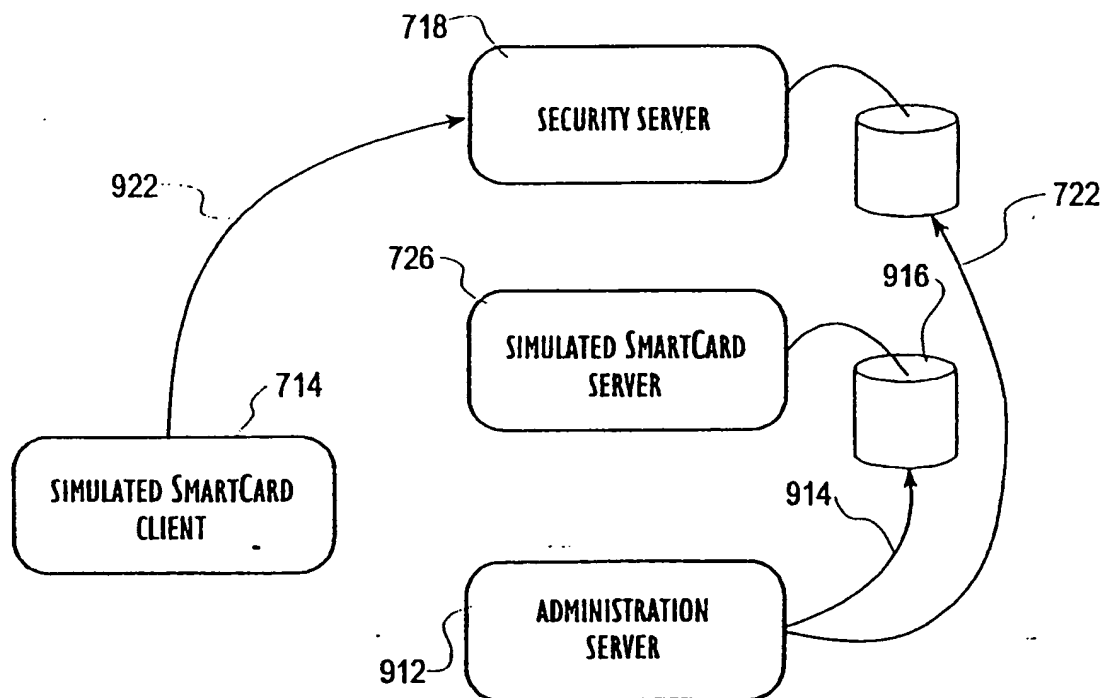 718
SECURITY SERVER
922
722
726
916
SIMULATED SMARTCARD
SERVER
714
SIMULATED SMARTCARD
CLIENT
914
ADMINISTRATION
SERVER
912